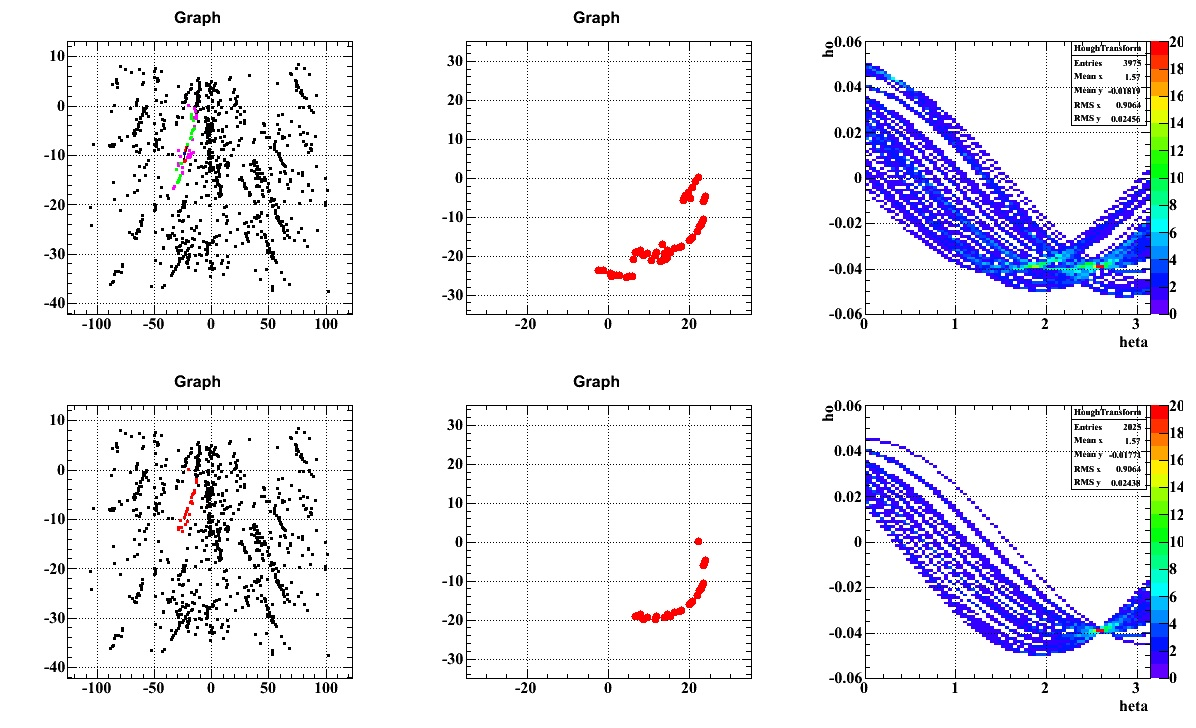 Graph
10
0
-10
-20
-30
-40
-100 -50 0 50 100
Graph
30
20
10
0
-10
-20
-30
-20 0 20
ho
0.06
0.04
0.02
0
-0.02
-0.04
-0.06
0 1 2 3
heta
HoughTransform
Entries 3975
Mean x 1.57
Mean y -0.01819
RMS x 0.9064
RMS y 0.02456
20
18
16
14
12
10
8
6
4
2
0
Graph
10
0
-10
-20
-30
-40
-100 -50 0 50 100
Graph
30
20
10
0
-10
-20
-30
-20 0 20
ho
0.06
0.04
0.02
0
-0.02
-0.04
-0.06
0 1 2 3
heta
HoughTransform
Entries 2025
Mean x 1.57
Mean y -0.01771
RMS x 0.9064
RMS y 0.02438
20
18
16
14
12
10
8
6
4
2
0